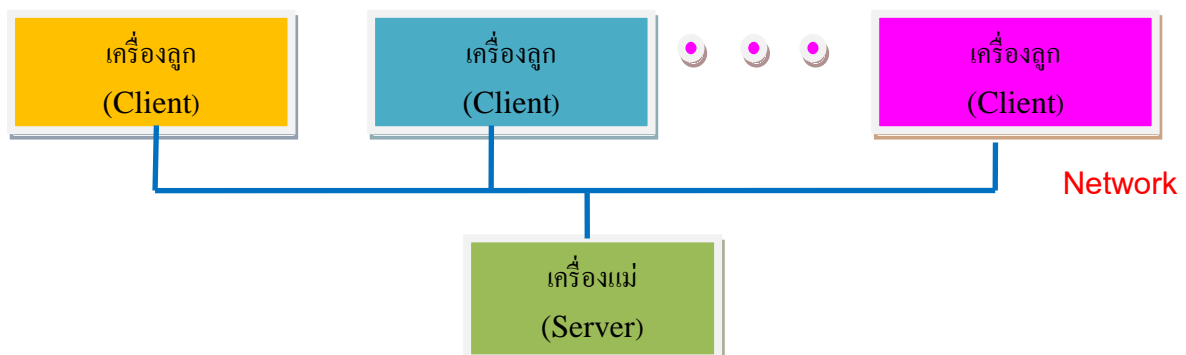 เครื่องลูก
(Client)
เครื่องลูก
(Client)
เครื่องลูก
(Client)
Network
เครื่องแม่
(Server)